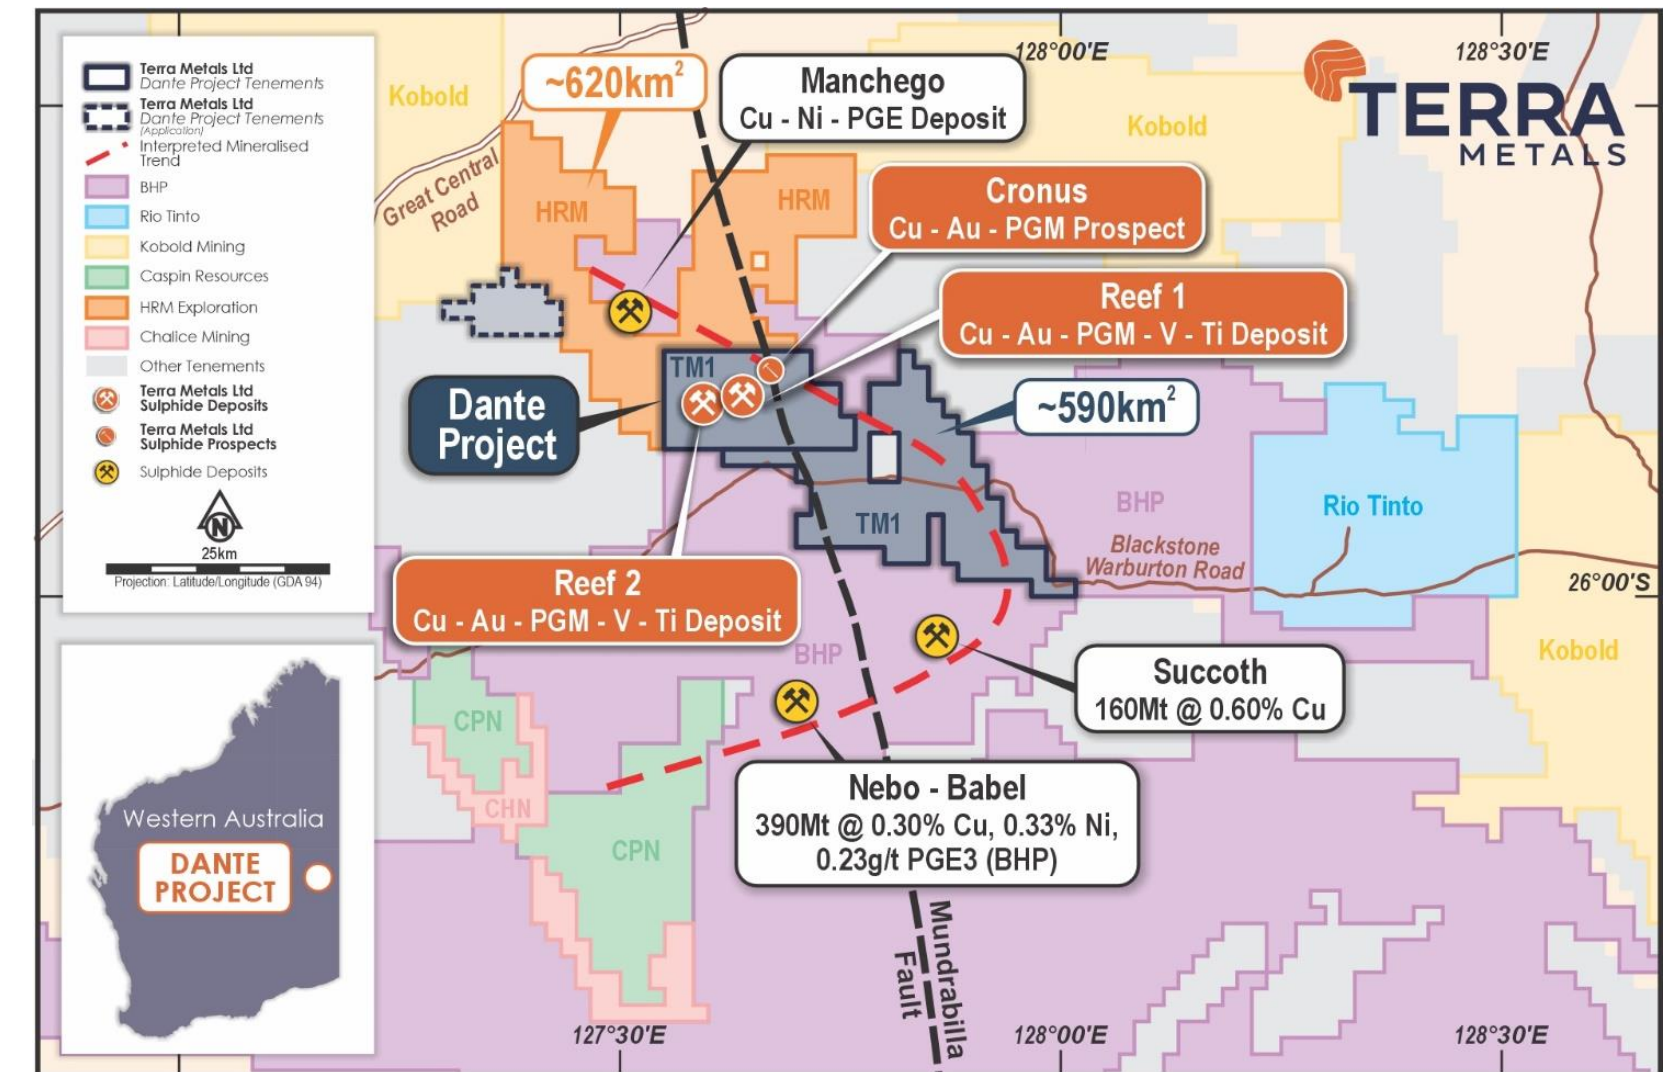 Terra Metals Ltd
Dante Project Tenements
Terra Metals Ltd
Dante Project Tenements
(Application)
Interpreted Mineralised
Trend
BHP
Rio Tinto
Kobold Mining
Caspin Resources
HRM Exploration
Chalice Mining
Other Tenements
Terra Metals Ltd
Sulphide Deposits
Terra Metals Ltd
Sulphide Prospects
Sulphide Deposits
N
25km
Projection: Latitude/Longitude (GDA 94)
Western Australia
DANTE
PROJECT
128°00'E
128°30'E
TERRA
METALS
Kobold
~620km²
Manchego
Cu - Ni - PGE Deposit
Kobold
Great Central
Road
HRM
HRM
Cronus
Cu - Au - PGM Prospect
Reef 1
Cu - Au - PGM - V - Ti Deposit
TM1
Dante
Project
~590km²
BHP
Rio Tinto
TM1
Blackstone
Warburton Road
26°00'S
Reef 2
Cu - Au - PGM - V - Ti Deposit
BHP
Kobold
Succoth
160Mt @ 0.60% Cu
CPN
CHN
CPN
Nebo - Babel
390Mt @ 0.30% Cu, 0.33% Ni,
0.23g/t PGE3 (BHP)
Mundrabilla
Fault
127°30'E
128°00'E
128°30'E